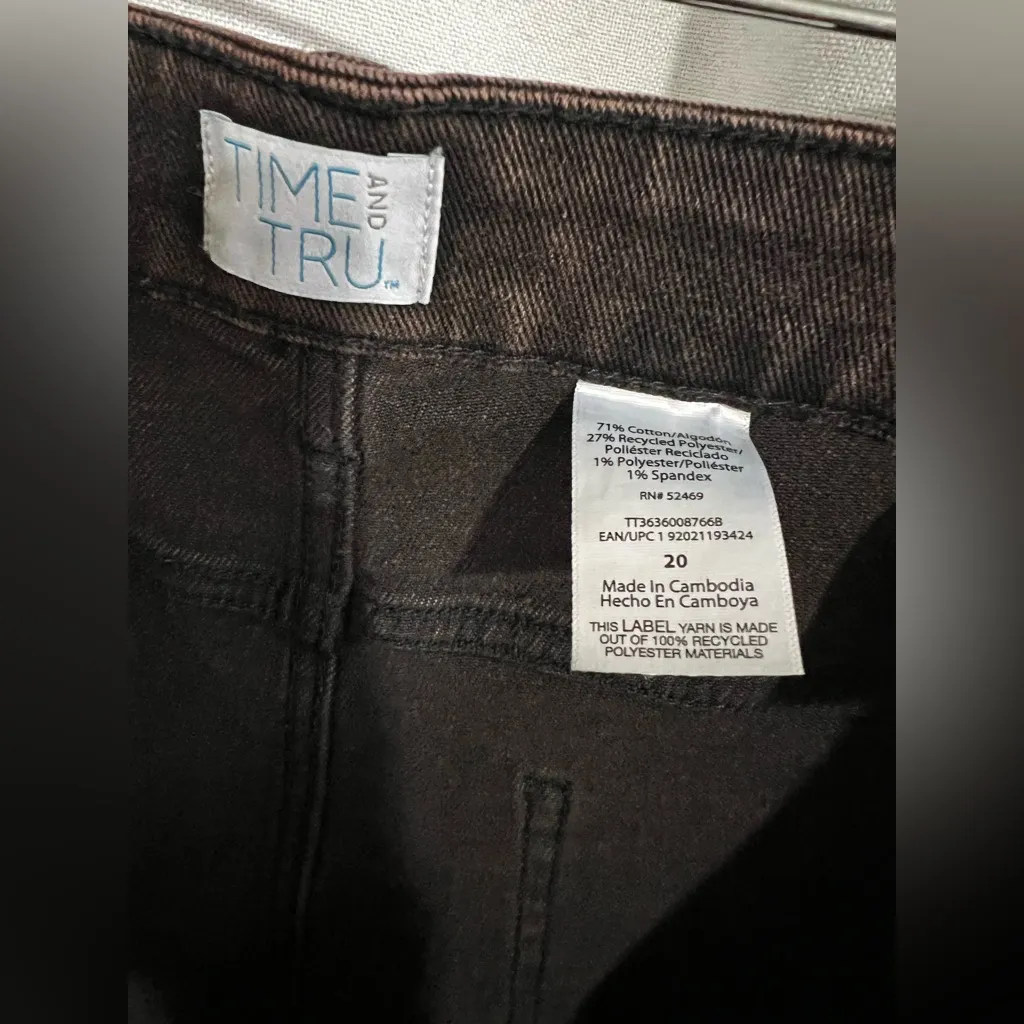 TIME AND
TRU™
71% Cotton/Algodón
27% Recycled Polyester/
Poliéster Reciclado
1% Polyester/Poliéster
1% Spandex
RN# 52469
TT3636008766B
EAN/UPC 1 92021193424
20
Made In Cambodia
Hecho En Camboya
THIS LABEL YARN IS MADE
OUT OF 100% RECYCLED
POLYESTER MATERIALS